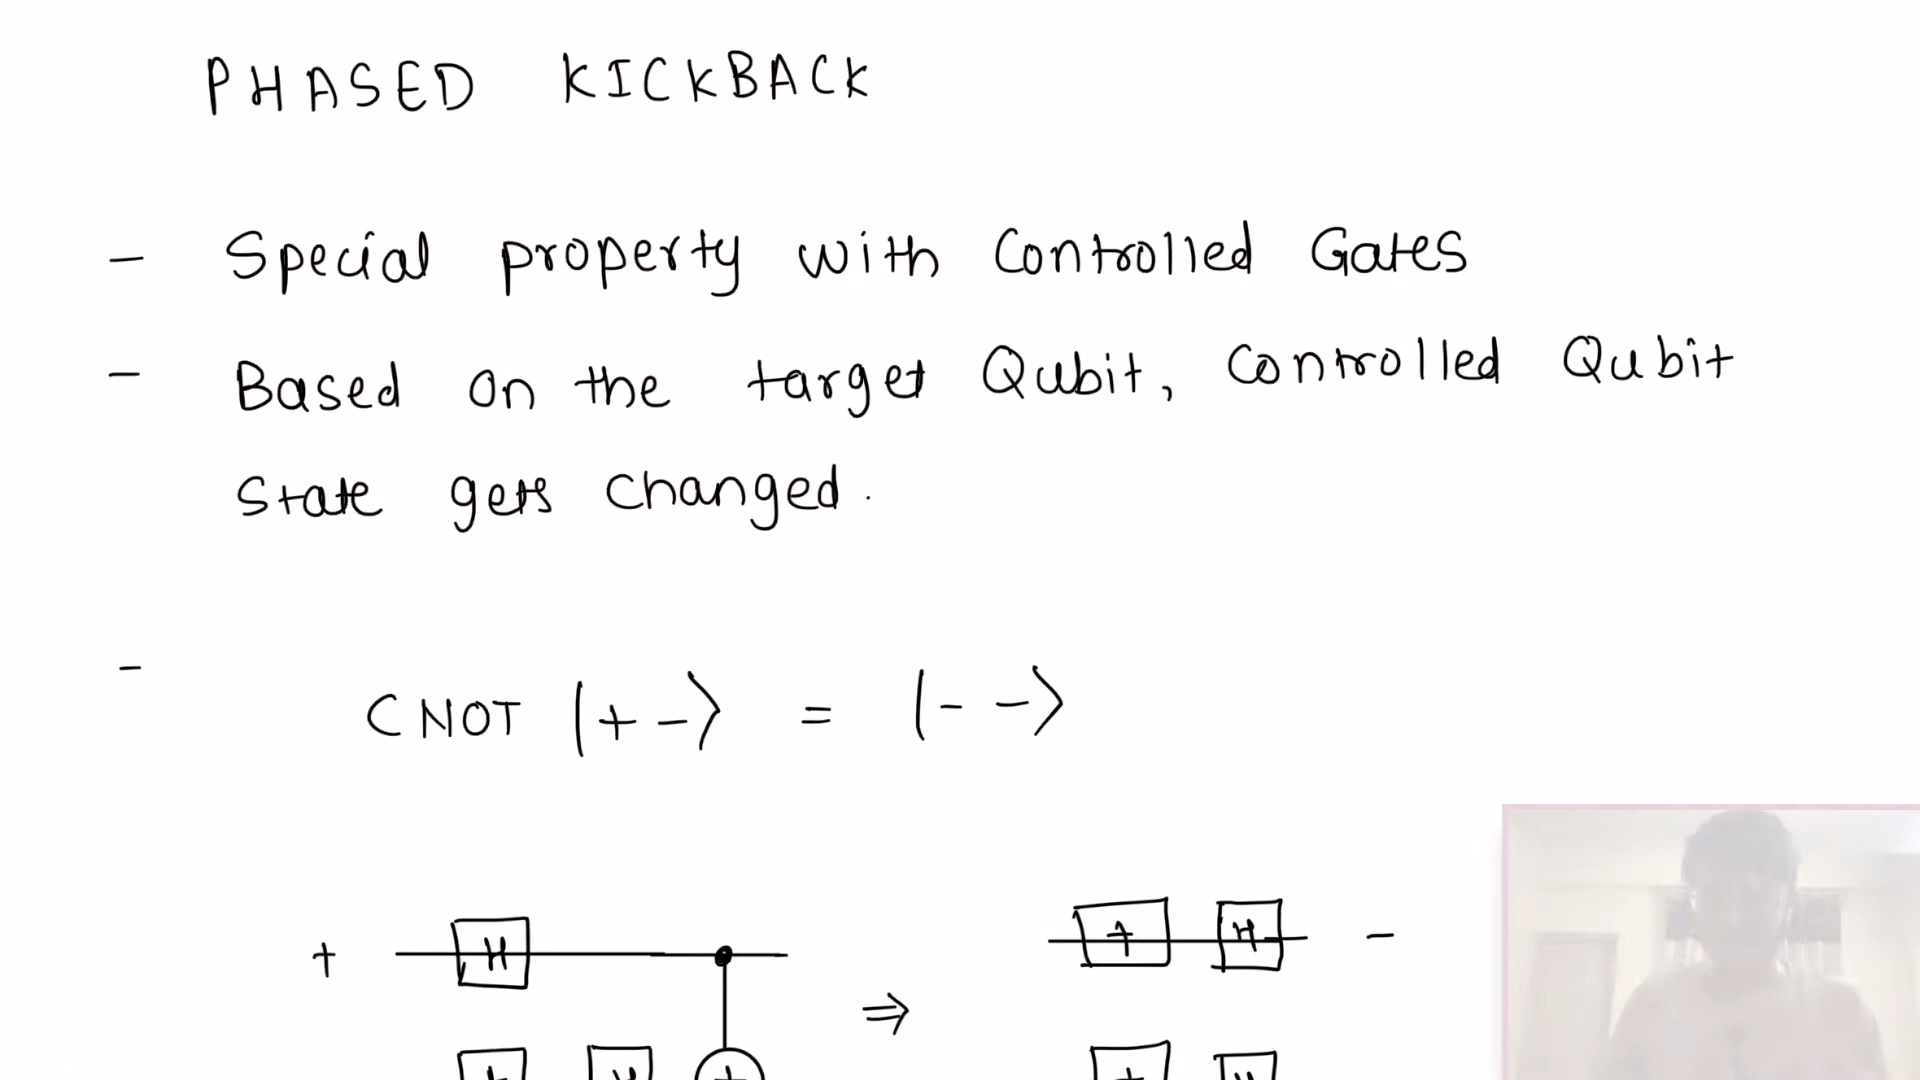 PHASED KICKBACK
- Special property with Controlled Gates
- Based on the target Qubit, Controlled Qubit
State gets changed.
- CNOT |+ -> = |- ->
+ H ⇒ + H -
+ H + + H